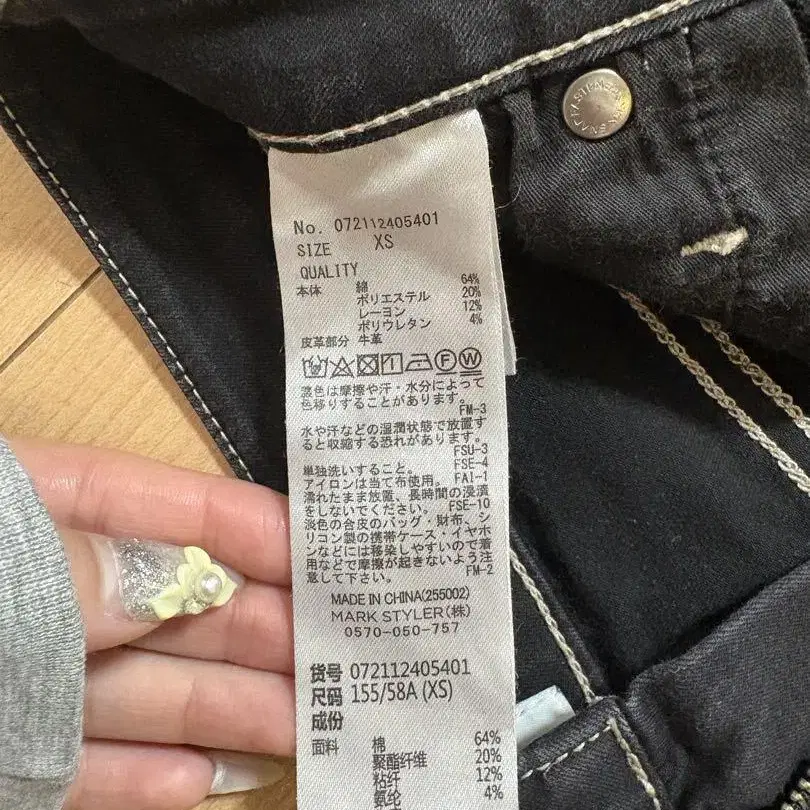 No. 072112405401
SIZE XS
QUALITY
本体 綿 64%
ポリエステル 20%
レーヨン 12%
ポリウレタン 4%
皮革部分 牛革
濃色は摩擦や汗・水分によって
色移りすることがあります。
FM-3
水や汗などの湿潤状態で放置す
ると収縮する恐れがあります。
FSU-3
単独洗いすること。 FSE-4
アイロンは当て布使用。 FAI-1
濡れたまま放置、長時間の浸漬
をしないでください。 FSE-10
淡色の合皮のバッグ・財布、シ
リコン製の携帯ケース・イヤホ
ンなどには移染しやすいので着
用などで摩擦が起きないよう注
意して下さい。 FM-2
MADE IN CHINA(255002)
MARK STYLER(株)
0570-050-757
货号 072112405401
尺码 155/58A (XS)
成份
面料 棉 64%
聚酯纤维 20%
粘纤 12%
氨纶 4%